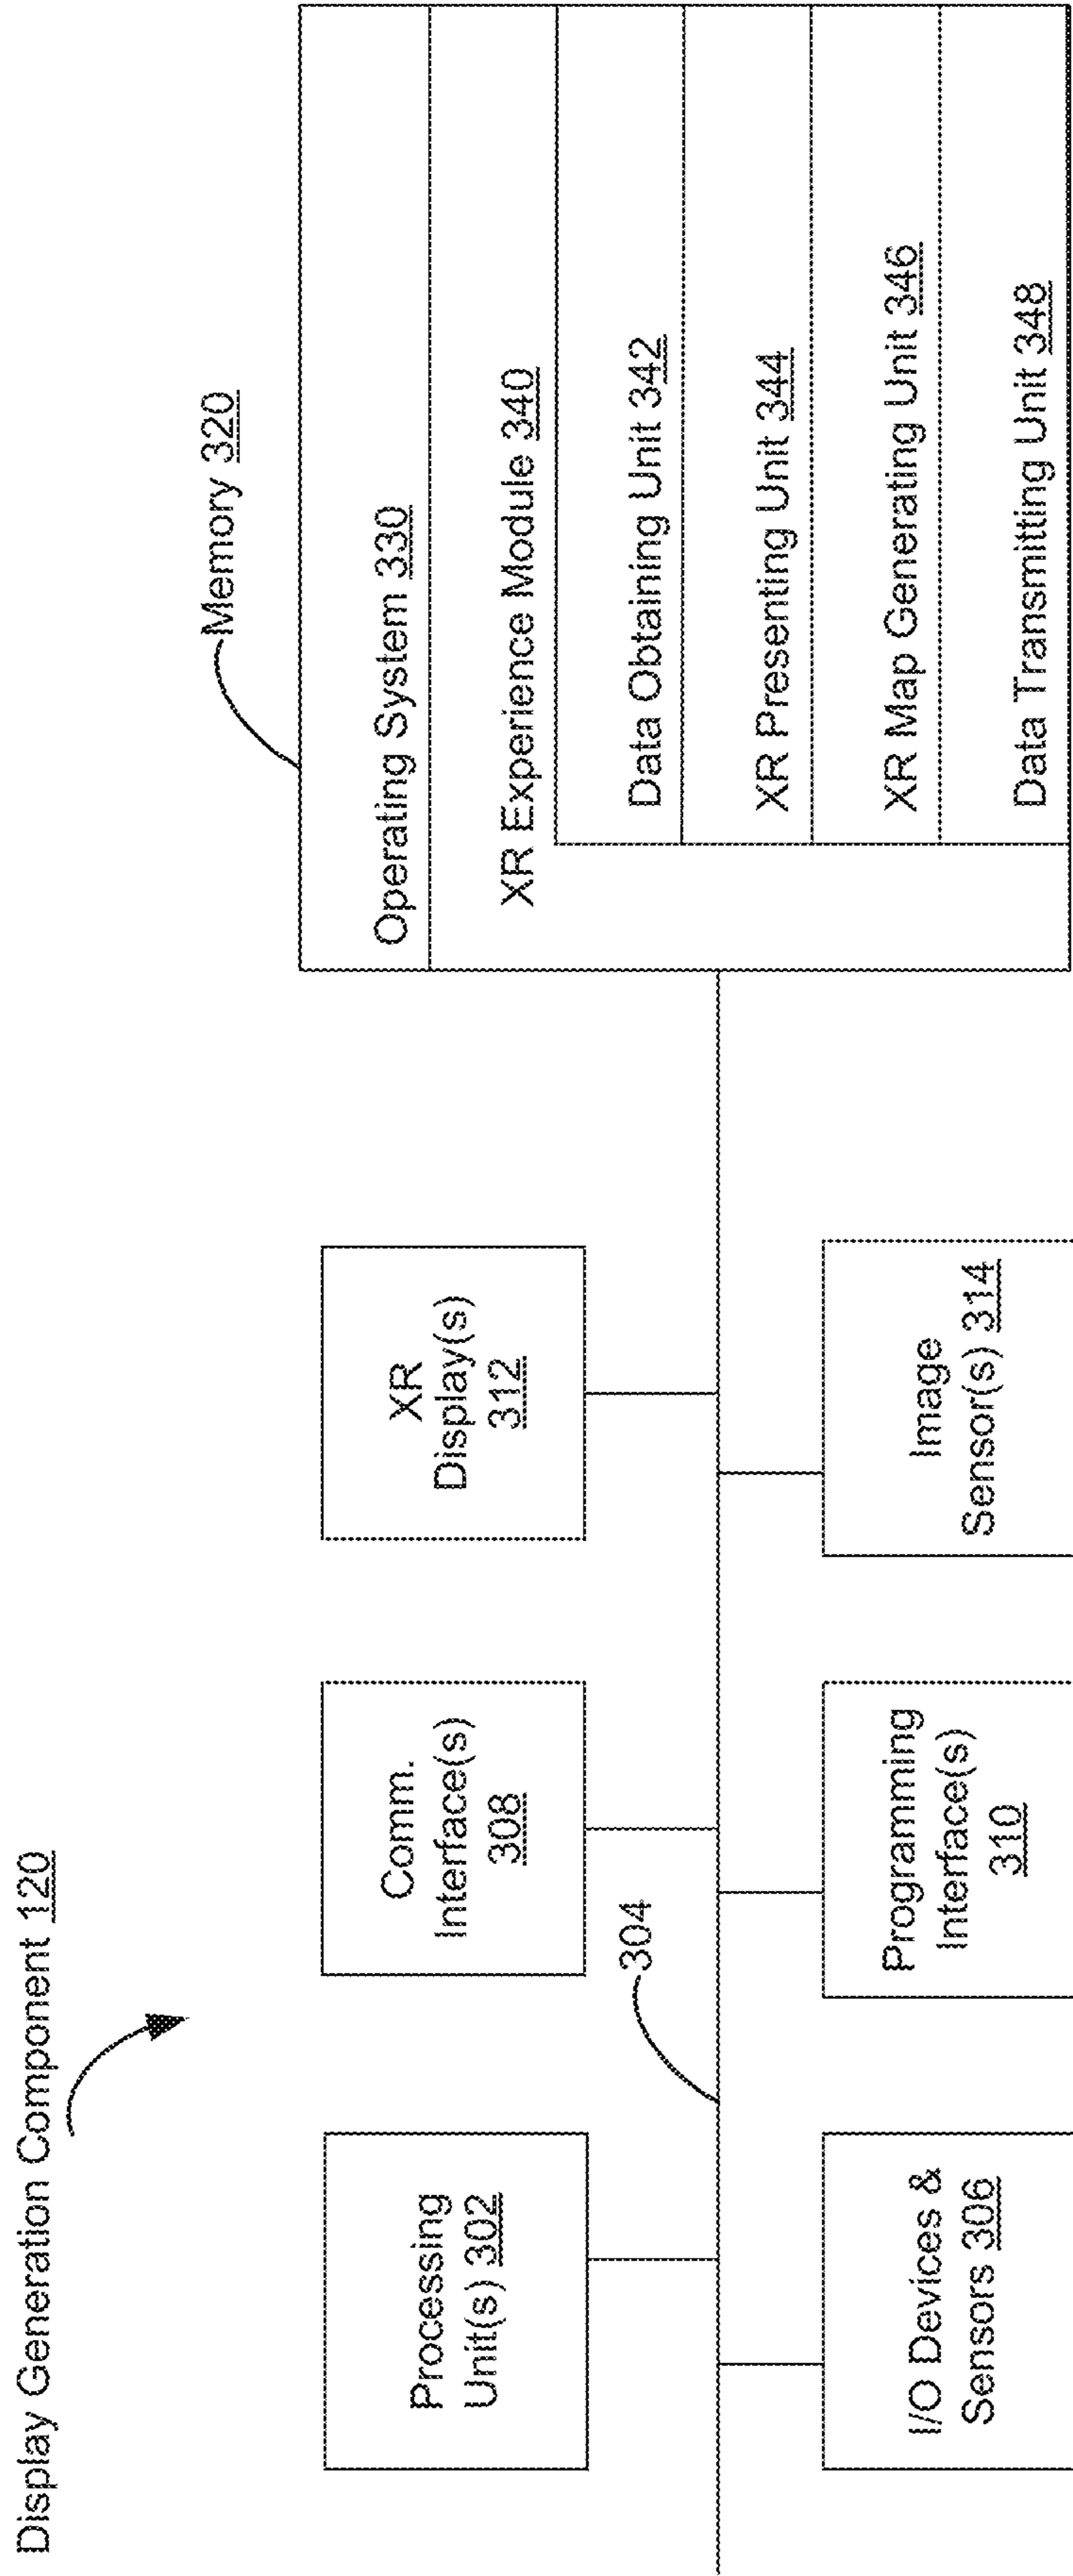 Display Generation Component 120
Memory 320
Processing
Unit(s) 302
Comm.
Interface(s)
308
XR
Display(s)
312
304
I/O Devices &
Sensors 306
Programming
Interface(s)
310
Image
Sensor(s) 314
Operating System 330
XR Experience Module 340
Data Obtaining Unit 342
XR Presenting Unit 344
XR Map Generating Unit 346
Data Transmitting Unit 348